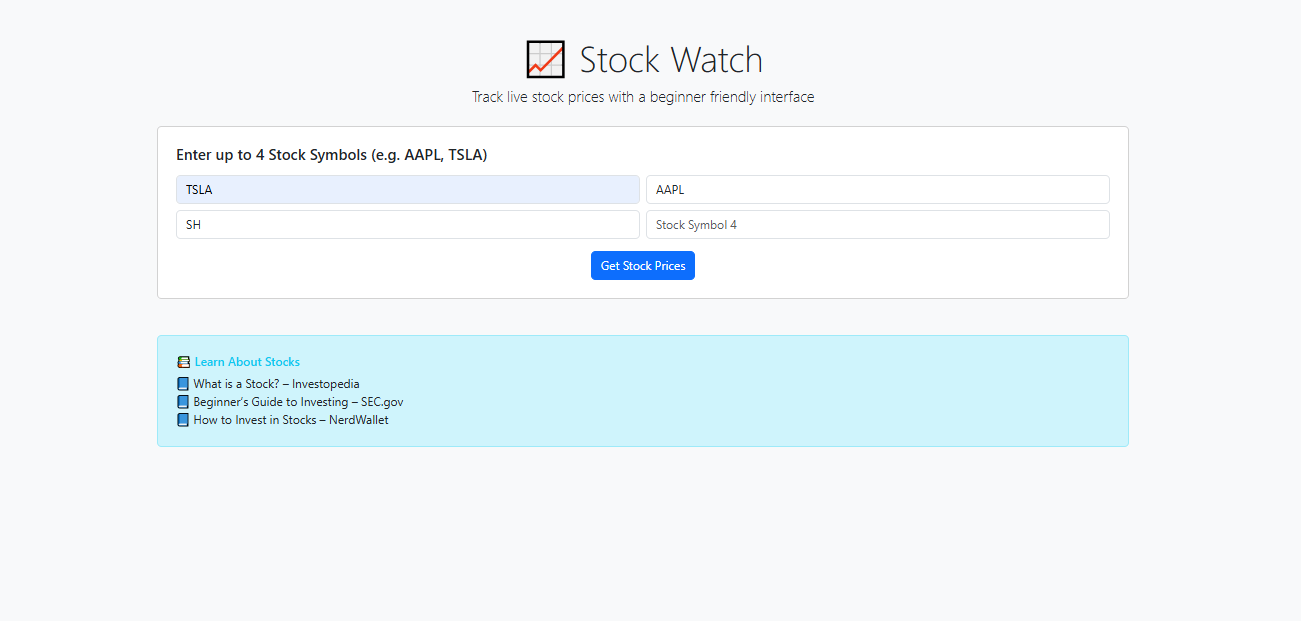 Stock Watch
Track live stock prices with a beginner friendly interface
Enter up to 4 Stock Symbols (e.g. AAPL, TSLA)
TSLA
AAPL
SH
Stock Symbol 4
Get Stock Prices
Learn About Stocks
What is a Stock? – Investopedia
Beginner’s Guide to Investing – SEC.gov
How to Invest in Stocks – NerdWallet